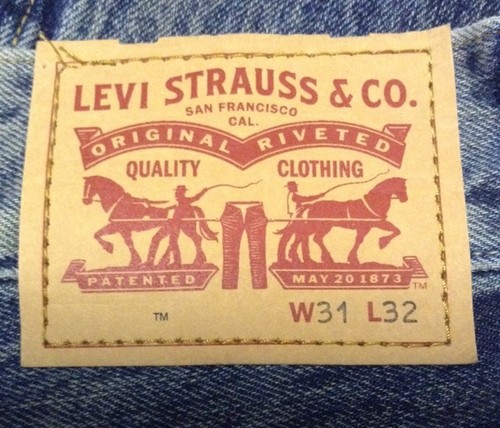 LEVI STRAUSS & CO.
SAN FRANCISCO
CAL.
ORIGINAL RIVETED
QUALITY CLOTHING
PATENTED MAY 20 1873 TM
TM W31 L32